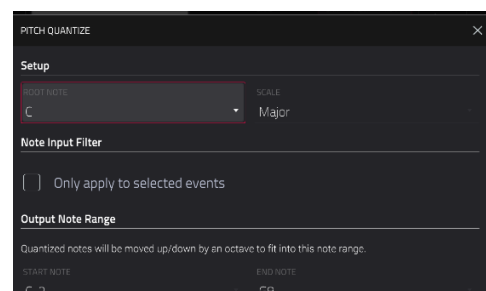 PITCH QUANTIZE
Setup
ROOT NOTE SCALE
C Major
Note Input Filter
Only apply to selected events
Output Note Range
Quantized notes will be moved up/down by an octave to fit into this note range.
START NOTE END NOTE